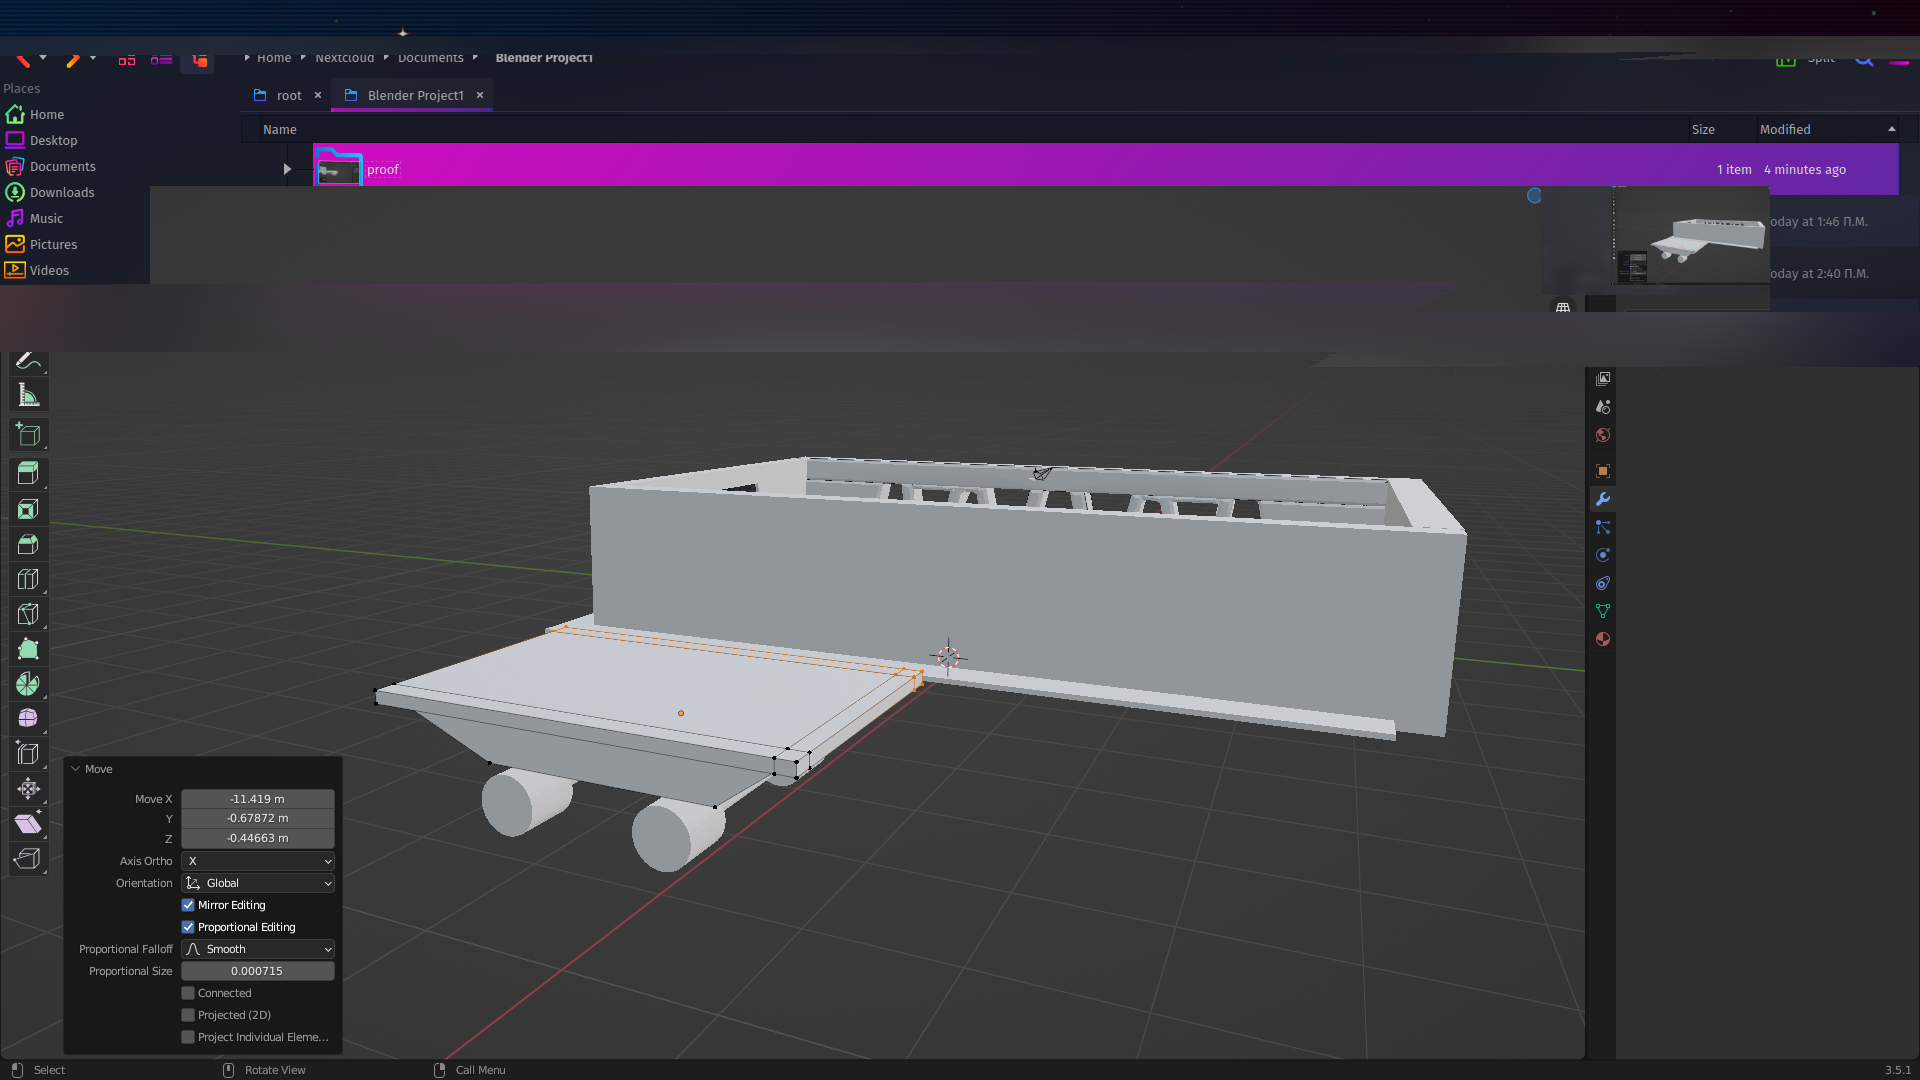 Home Nextcloud Documents Blender Project1 Split
Places
root Blender Project1
Home
Name Size Modified
Desktop
Documents
proof 1 item 4 minutes ago
Downloads
Music
oday at 1:46 П.М.
Pictures
Videos
oday at 2:40 П.М.
Move
Move X -11.419 m
Y -0.67872 m
Z -0.44663 m
Axis Ortho X
Orientation Global
Mirror Editing
Proportional Editing
Proportional Falloff Smooth
Proportional Size 0.000715
Connected
Projected (2D)
Project Individual Eleme...
Select Rotate View Call Menu 3.5.1